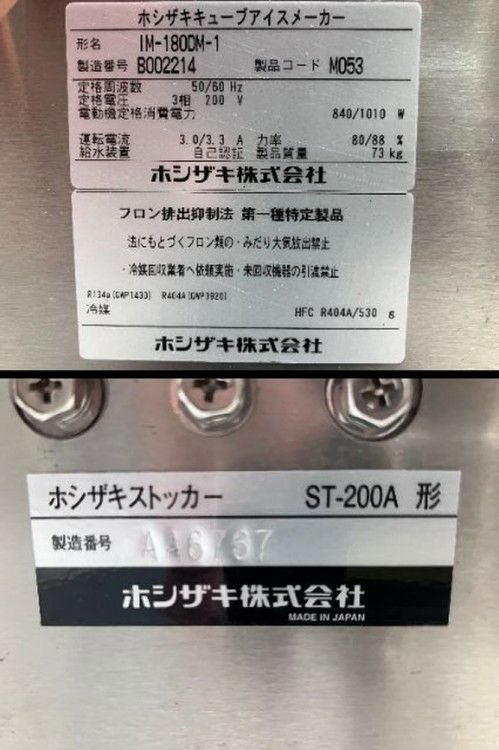 ホシザキキューブアイスメーカー
形名 IM-180DM-1
製造番号 B002214 製品コード M053
定格周波数 50/60 Hz
定格電圧 3相 200 V
電動機定格消費電力 840/1010 W
運転電流 3.0/3.3 A 力率 80/88 %
給水装置 自己認証 製品質量 73 kg
ホシザキ株式会社
フロン排出抑制法 第一種特定製品
法にもとづくフロン類の・みだり大気放出禁止
・冷媒回収業者へ依頼実施・未回収機器の引渡禁止
R134a(GWP1430) R404A(GWP3920)
冷媒 HFC R404A/530 g
ホシザキ株式会社
ホシザキストッカー ST-200A 形
製造番号
ホシザキ株式会社
MADE IN JAPAN